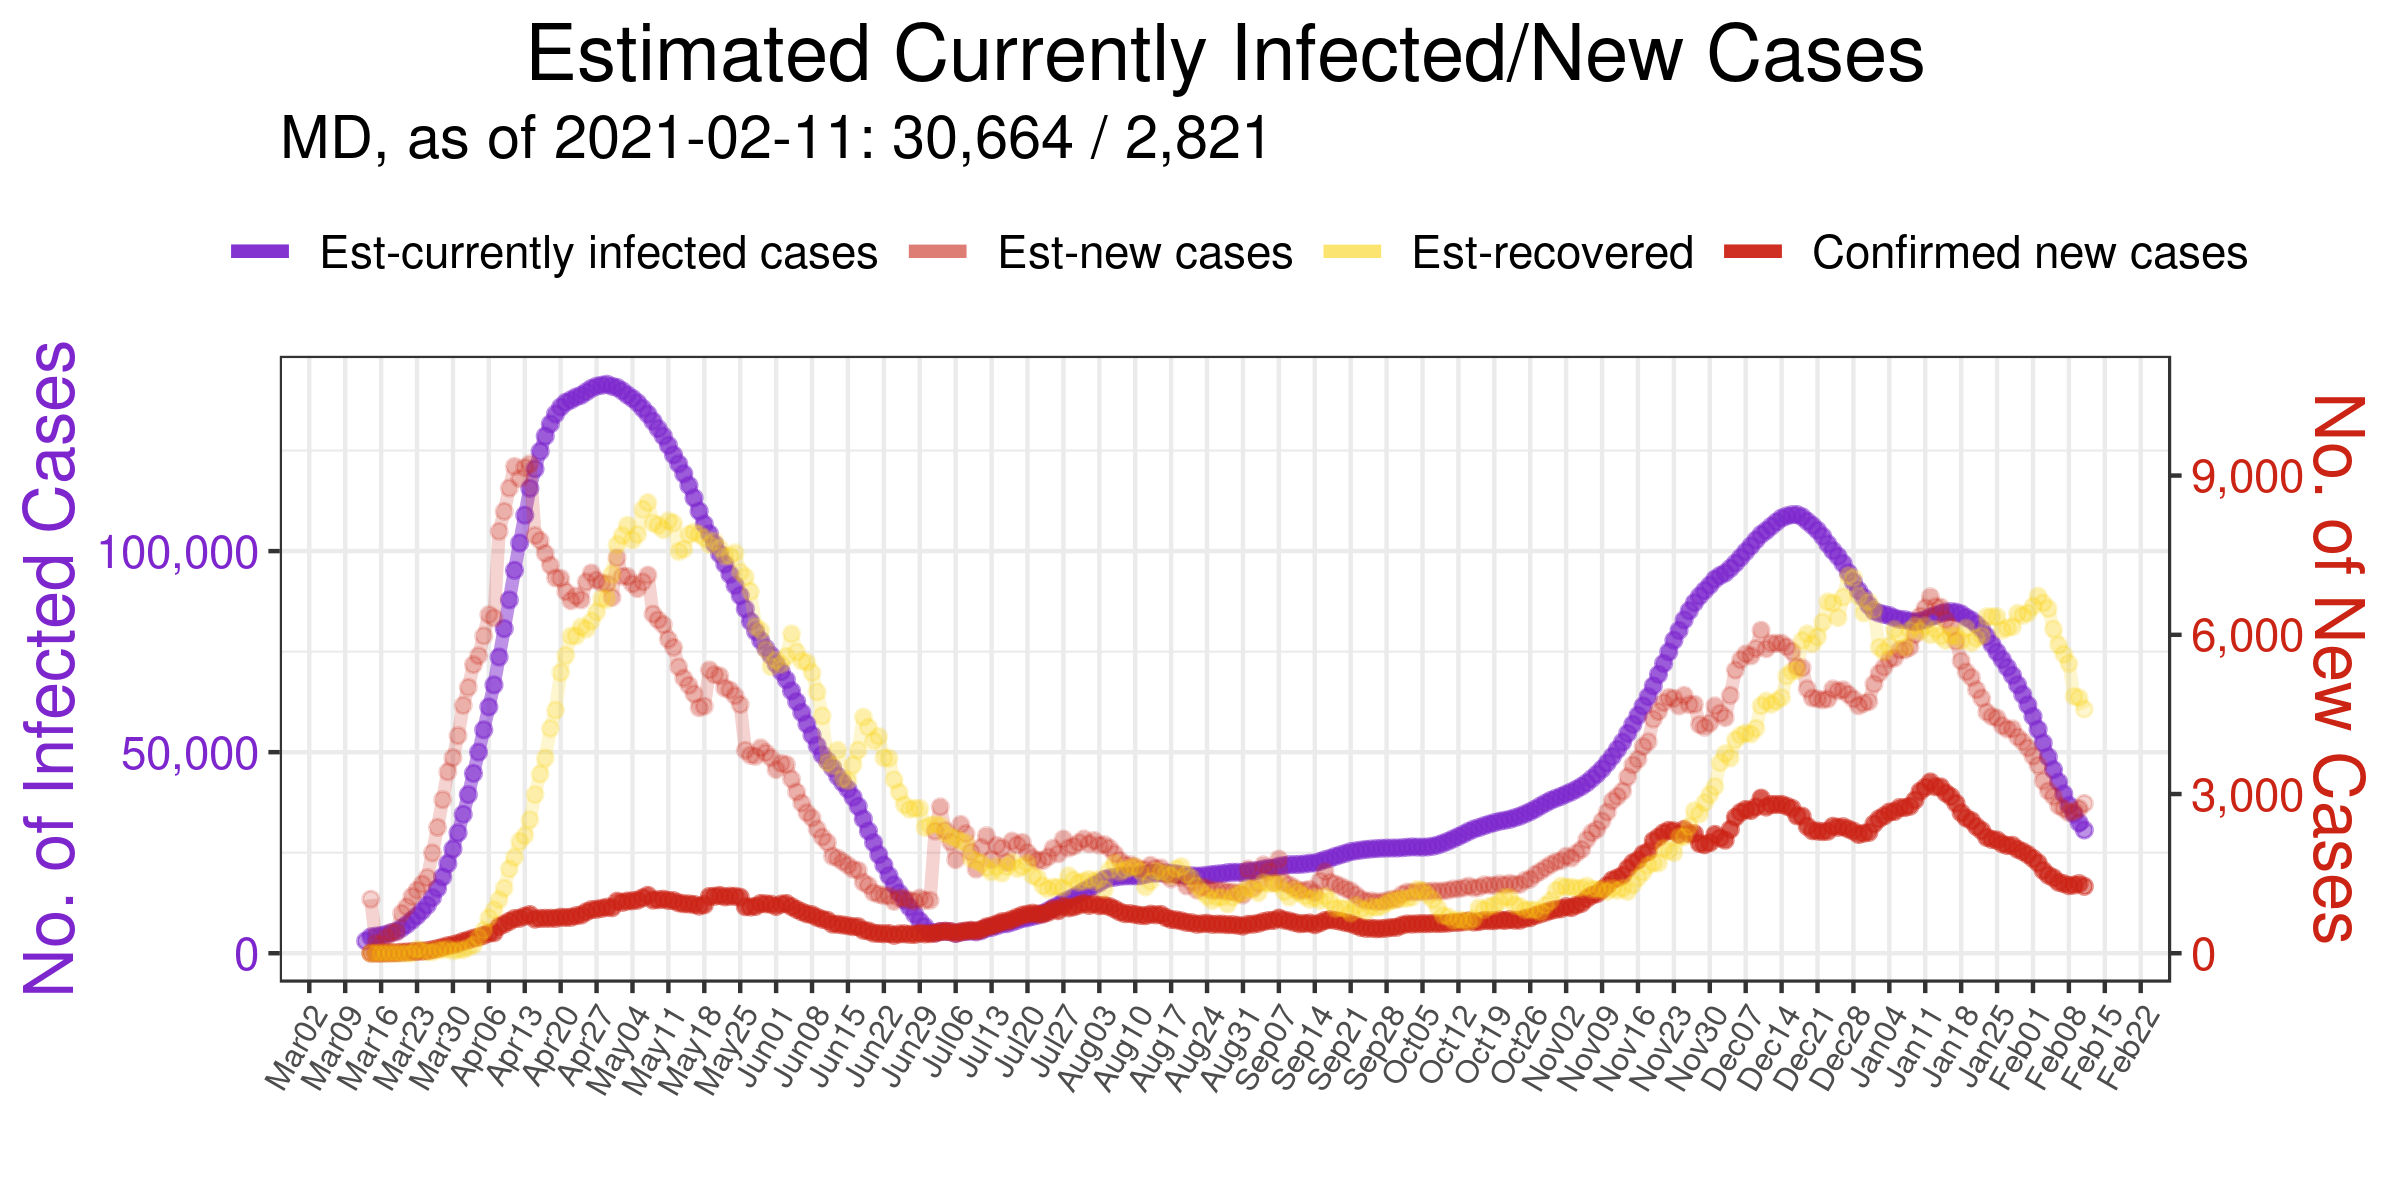 Estimated Currently Infected/New Cases
MD, as of 2021-02-11: 30,664 / 2,821
Est-currently infected cases Est-new cases Est-recovered Confirmed new cases
No. of Infected Cases
100,000
50,000
0
9,000
6,000
3,000
0
No. of New Cases
Mar02 Mar09 Mar16 Mar23 Mar30 Apr06 Apr13 Apr20 Apr27 May04 May11 May18 May25 Jun01 Jun08 Jun15 Jun22 Jun29 Jul06 Jul13 Jul20 Jul27 Aug03 Aug10 Aug17 Aug24 Aug31 Sep07 Sep14 Sep21 Sep28 Oct05 Oct12 Oct19 Oct26 Nov02 Nov09 Nov16 Nov23 Nov30 Dec07 Dec14 Dec21 Dec28 Jan04 Jan11 Jan18 Jan25 Feb01 Feb08 Feb15 Feb22